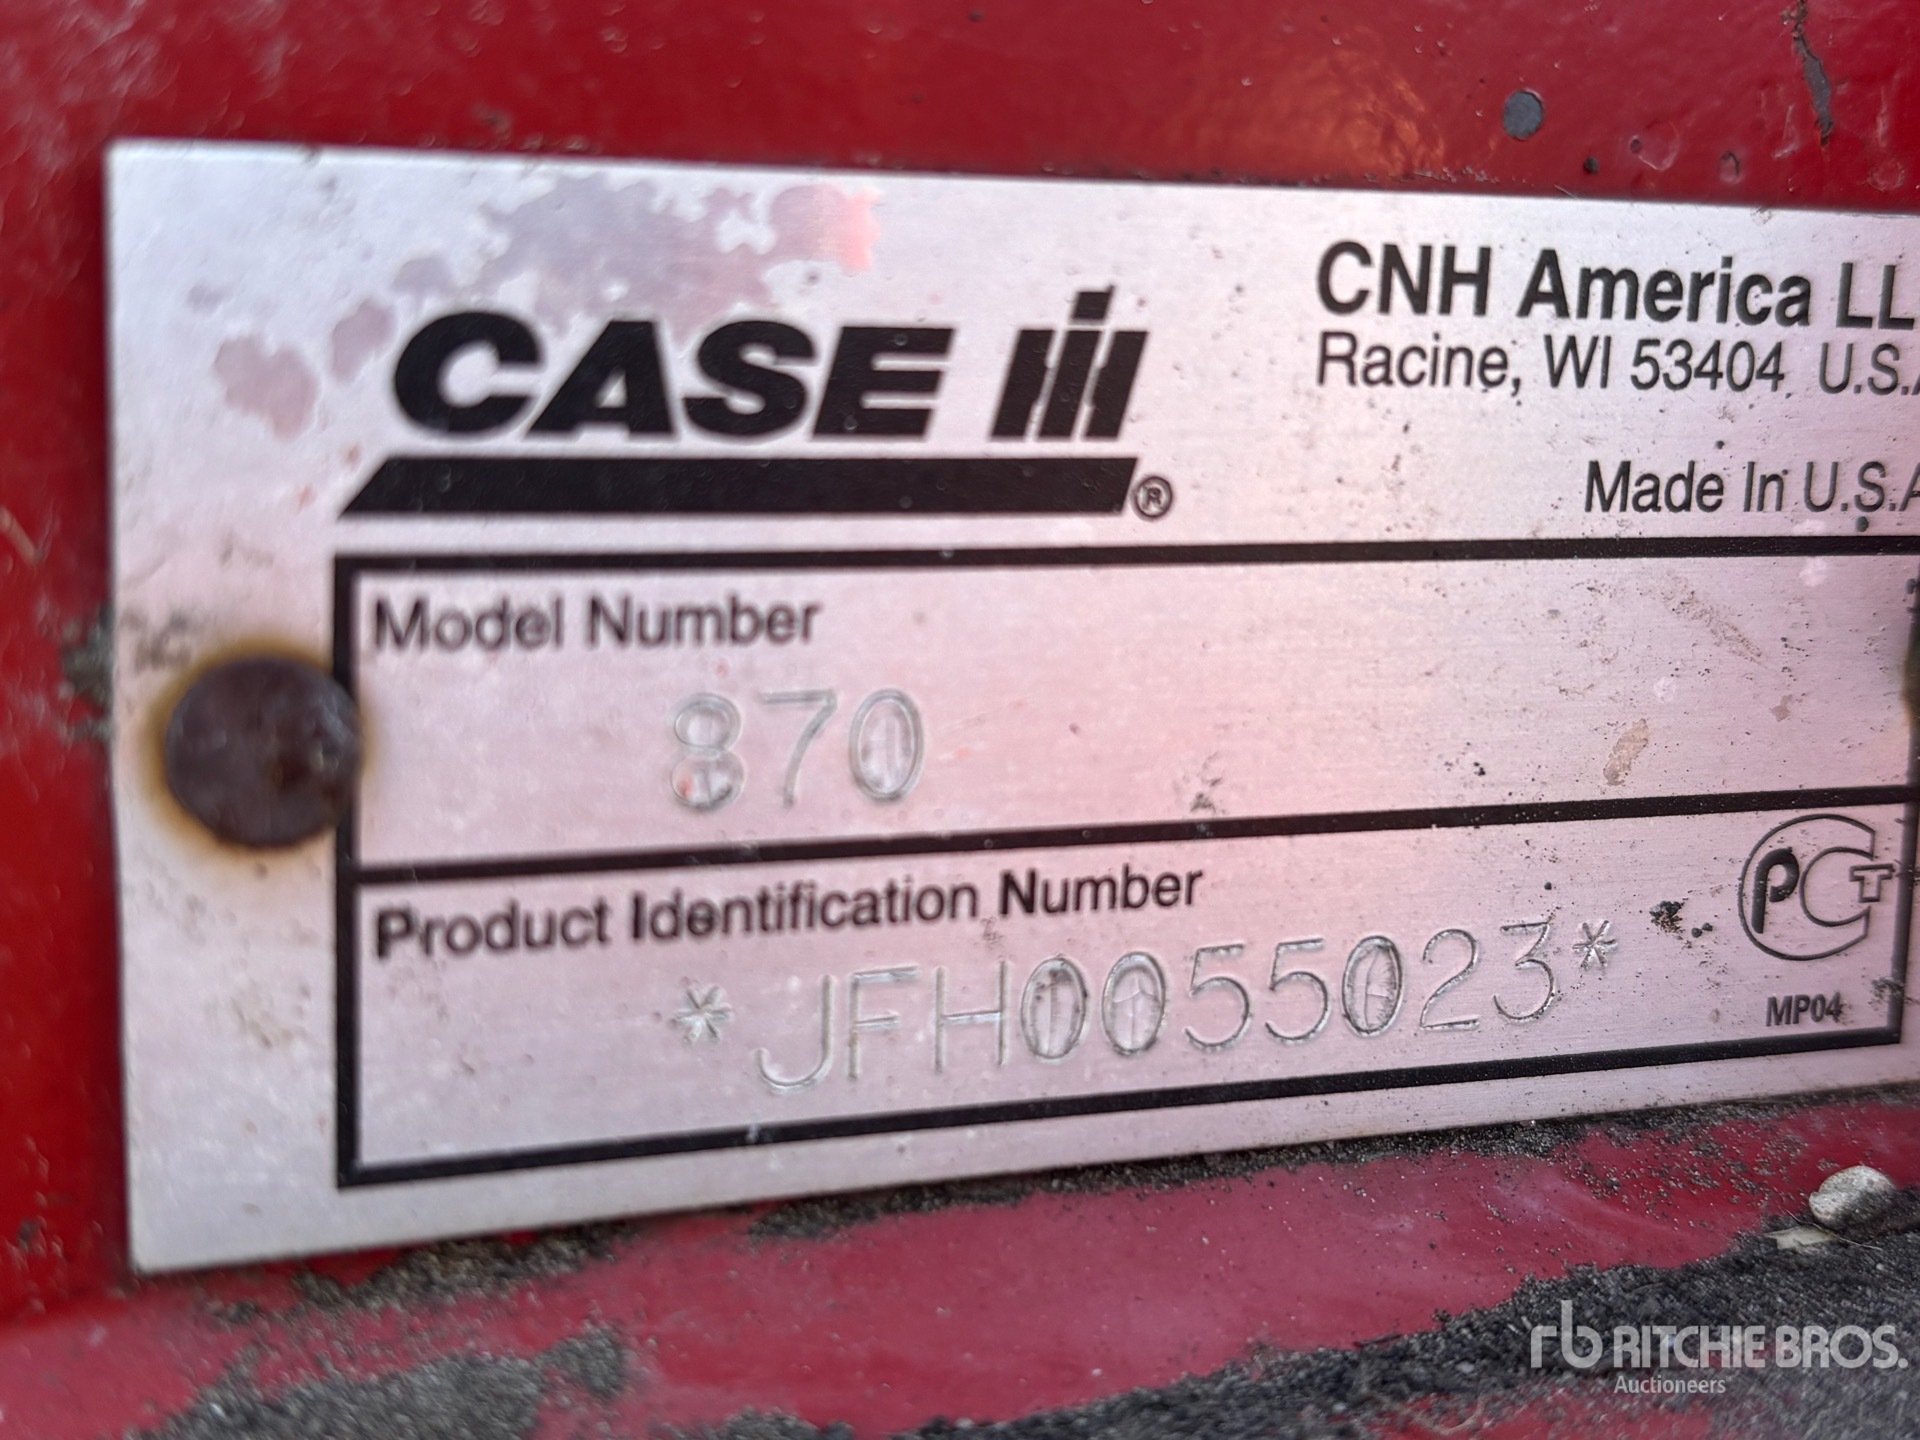 CASE IH®
CNH America LL
Racine, WI 53404 U.S.A
Made In U.S.A
Model Number
870
Product Identification Number
*JFH0055023*
PCT
MP04
rb RITCHIE BROS.
Auctioneers